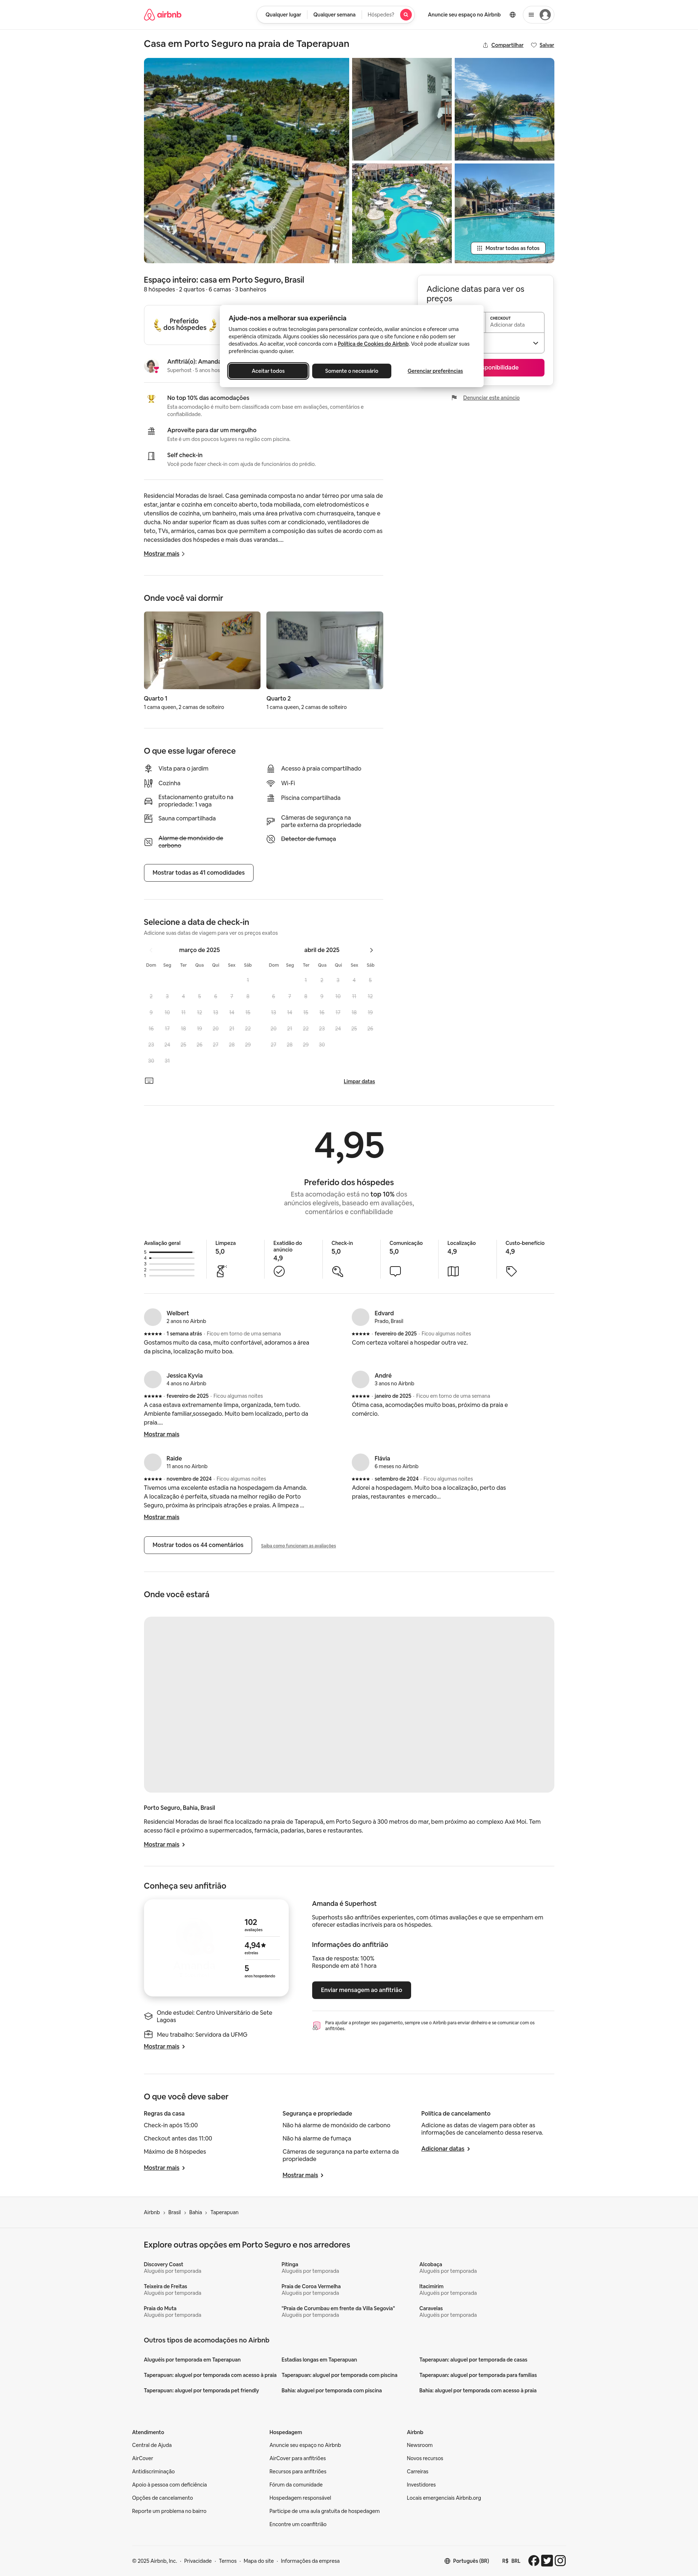 airbnb
Qualquer lugar
Qualquer semana
Hóspedes?
Anuncie seu espaço no Airbnb
Casa em Porto Seguro na praia de Taperapuan
Compartilhar
Salvar
Mostrar todas as fotos
Espaço inteiro: casa em Porto Seguro, Brasil
8 hóspedes · 2 quartos · 6 camas · 3 banheiros
Adicione datas para ver os
preços
CHECKOUT
Adicionar data
Denunciar este anúncio
Preferido
dos hóspedes
Ajude-nos a melhorar sua experiência
Usamos cookies e outras tecnologias para personalizar conteúdo, avaliar anúncios e oferecer uma
experiência otimizada. Alguns cookies são necessários para que o site funcione e não podem ser
desativados. Ao aceitar, você concorda com a Política de Cookies do Airbnb. Você pode atualizar suas
preferências quando quiser.
Aceitar todos
Somente o necessário
Gerenciar preferências
Anfitriã(o): Amanda
No top 10% das acomodações
Esta acomodação é muito bem classificada com base em avaliações, comentários e
confiabilidade.
Aproveite para dar um mergulho
Este é um dos poucos lugares na região com piscina.
Self check-in
Você pode fazer check-in com ajuda de funcionários do prédio.
Residencial Moradas de Israel. Casa geminada composta no andar térreo por uma sala de
estar, jantar e cozinha em conceito aberto, toda mobiliada, com eletrodomésticos e
utensílios de cozinha, um banheiro, mais uma área privativa com churrasqueira, tanque e
ducha. No andar superior ficam as duas suítes com ar condicionado, ventiladores de
teto, TVs, armários, camas box que permitem a composição das suítes de acordo com as
necessidades dos hóspedes e mais duas varandas....
Mostrar mais
Onde você vai dormir
Quarto 1
1 cama queen, 2 camas de solteiro
Quarto 2
1 cama queen, 2 camas de solteiro
O que esse lugar oferece
Vista para o jardim
Acesso à praia compartilhado
Cozinha
Wi-Fi
Estacionamento gratuito na
propriedade: 1 vaga
Piscina compartilhada
Sauna compartilhada
Câmeras de segurança na
parte externa da propriedade
Alarme de monóxido de
carbono
Detector de fumaça
Mostrar todas as 41 comodidades
Selecione a data de check-in
Adicione suas datas de viagem para ver os preços exatos
março de 2025
Dom Seg Ter Qua Qui Sex Sáb
1
2 3 4 5 6 7 8
9 10 11 12 13 14 15
16 17 18 19 20 21 22
23 24 25 26 27 28 29
30 31
abril de 2025
Dom Seg Ter Qua Qui Sex Sáb
1 2 3 4 5
6 7 8 9 10 11 12
13 14 15 16 17 18 19
20 21 22 23 24 25 26
27 28 29 30
Limpar datas
4,95
Preferido dos hóspedes
Esta acomodação está no top 10% dos
anúncios elegíveis, baseado em avaliações,
comentários e confiabilidade
Avaliação geral
5
4
3
2
1
Limpeza
5,0
Exatidão do
anúncio
4,9
Check-in
5,0
Comunicação
5,0
Localização
4,9
Custo-benefício
4,9
Welbert
2 anos no Airbnb
· 1 semana atrás · Ficou em torno de uma semana
Gostamos muito da casa, muito confortável, adoramos a área
da piscina, localização muito boa.
Edvard
Prado, Brasil
· fevereiro de 2025 · Ficou algumas noites
Com certeza voltarei a hospedar outra vez.
Jessica Kyvia
4 anos no Airbnb
· fevereiro de 2025 · Ficou algumas noites
A casa estava extremamente limpa, organizada, tem tudo.
Ambiente familiar,sossegado. Muito bem localizado, perto da
praia....
Mostrar mais
André
3 anos no Airbnb
· janeiro de 2025 · Ficou em torno de uma semana
Ótima casa, acomodações muito boas, próximo da praia e
comércio.
Raide
11 anos no Airbnb
· novembro de 2024 · Ficou algumas noites
Tivemos uma excelente estadia na hospedagem da Amanda.
A localização é perfeita, situada na melhor região de Porto
Seguro, próxima às principais atrações e praias. A limpeza ...
Mostrar mais
Flávia
6 meses no Airbnb
· setembro de 2024 · Ficou algumas noites
Adorei a hospedagem. Muito boa a localização, perto das
praias, restaurantes e mercado...
Mostrar todos os 44 comentários
Saiba como funcionam as avaliações
Onde você estará
Porto Seguro, Bahia, Brasil
Residencial Moradas de Israel fica localizado na praia de Taperapuã, em Porto Seguro à 300 metros do mar, bem próximo ao complexo Axé Moi. Tem
acesso fácil e próximo a supermercados, farmácia, padarias, bares e restaurantes.
Mostrar mais
Conheça seu anfitrião
102
avaliações
4,94
estrelas
5
anos hospedando
Onde estudei: Centro Universitário de Sete
Lagoas
Meu trabalho: Servidora da UFMG
Mostrar mais
Amanda é Superhost
Superhosts são anfitriões experientes, com ótimas avaliações e que se empenham em
oferecer estadias incríveis para os hóspedes.
Informações do anfitrião
Taxa de resposta: 100%
Responde em até 1 hora
Enviar mensagem ao anfitrião
Para ajudar a proteger seu pagamento, sempre use o Airbnb para enviar dinheiro e se comunicar com os
anfitriões.
O que você deve saber
Regras da casa
Check-in após 15:00
Checkout antes das 11:00
Máximo de 8 hóspedes
Mostrar mais
Segurança e propriedade
Não há alarme de monóxido de carbono
Não há alarme de fumaça
Câmeras de segurança na parte externa da
propriedade
Mostrar mais
Política de cancelamento
Adicione as datas de viagem para obter as
informações de cancelamento dessa reserva.
Adicionar datas
Airbnb
Brasil
Bahia
Taperapuan
Explore outras opções em Porto Seguro e nos arredores
Discovery Coast
Aluguéis por temporada
Pitinga
Aluguéis por temporada
Alcobaça
Aluguéis por temporada
Teixeira de Freitas
Aluguéis por temporada
Praia de Coroa Vermelha
Aluguéis por temporada
Itacimirim
Aluguéis por temporada
Praia do Muta
Aluguéis por temporada
"Praia de Corumbau em frente da Villa Segovia"
Aluguéis por temporada
Caravelas
Aluguéis por temporada
Outros tipos de acomodações no Airbnb
Aluguéis por temporada em Taperapuan
Estadias longas em Taperapuan
Taperapuan: aluguel por temporada de casas
Taperapuan: aluguel por temporada com acesso à praia
Taperapuan: aluguel por temporada com piscina
Taperapuan: aluguel por temporada para famílias
Taperapuan: aluguel por temporada pet friendly
Bahia: aluguel por temporada com piscina
Bahia: aluguel por temporada com acesso à praia
Atendimento
Central de Ajuda
AirCover
Antidiscriminação
Apoio à pessoa com deficiência
Opções de cancelamento
Reporte um problema no bairro
Hospedagem
Anuncie seu espaço no Airbnb
AirCover para anfitriões
Recursos para anfitriões
Fórum da comunidade
Hospedagem responsável
Participe de uma aula gratuita de hospedagem
Encontre um coanfitrião
Airbnb
Newsroom
Novos recursos
Carreiras
Investidores
Locais emergenciais Airbnb.org
© 2025 Airbnb, Inc. · Privacidade · Termos · Mapa do site · Informações da empresa
Português (BR)
R$ BRL